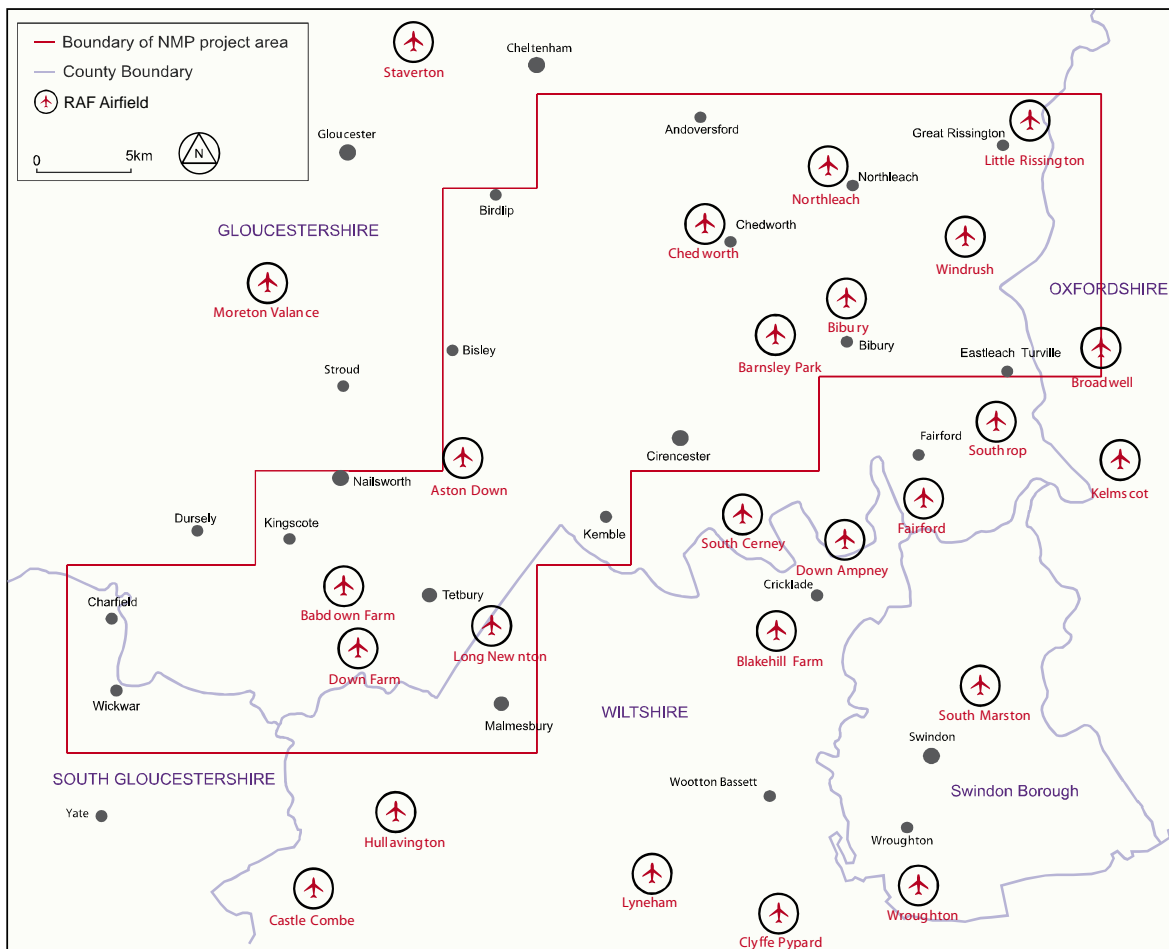 Boundary of NMP project area
County Boundary
RAF Airfield
0 5km
N
Staverton
Cheltenham
Gloucester
Andoversford
Great Rissington
Little Rissington
Northleach
Northleach
Birdlip
GLOUCESTERSHIRE
Chedworth
Chedworth
Windrush
OXFORDSHIRE
Moreton Valance
Bibury
Bibury
Barnsley Park
Bisley
Stroud
Eastleach Turville
Broadwell
Fairford
Southrop
Cirencester
Nailsworth
Aston Down
Kelmscot
Dursely
Kingscote
Kemble
South Cerney
Fairford
Down Ampney
Cricklade
Charfield
Babdown Farm
Tetbury
Long Newnton
Blakehill Farm
Down Farm
Wickwar
Malmesbury
WILTSHIRE
South Marston
Swindon
SOUTH GLOUCESTERSHIRE
Wootton Bassett
Swindon Borough
Yate
Hullavington
Wroughton
Castle Combe
Lyneham
Wroughton
Clyffe Pypard